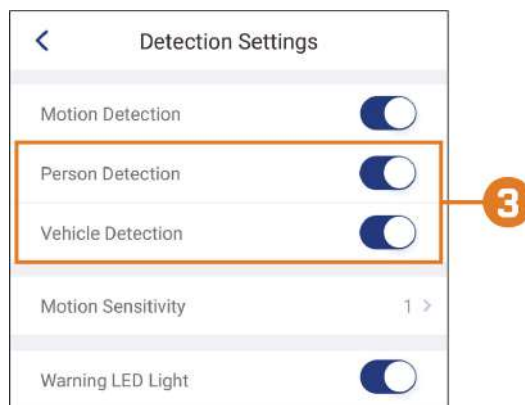 Detection Settings
Motion Detection
Person Detection
3
Vehicle Detection
Motion Sensitivity 1
Warning LED Light